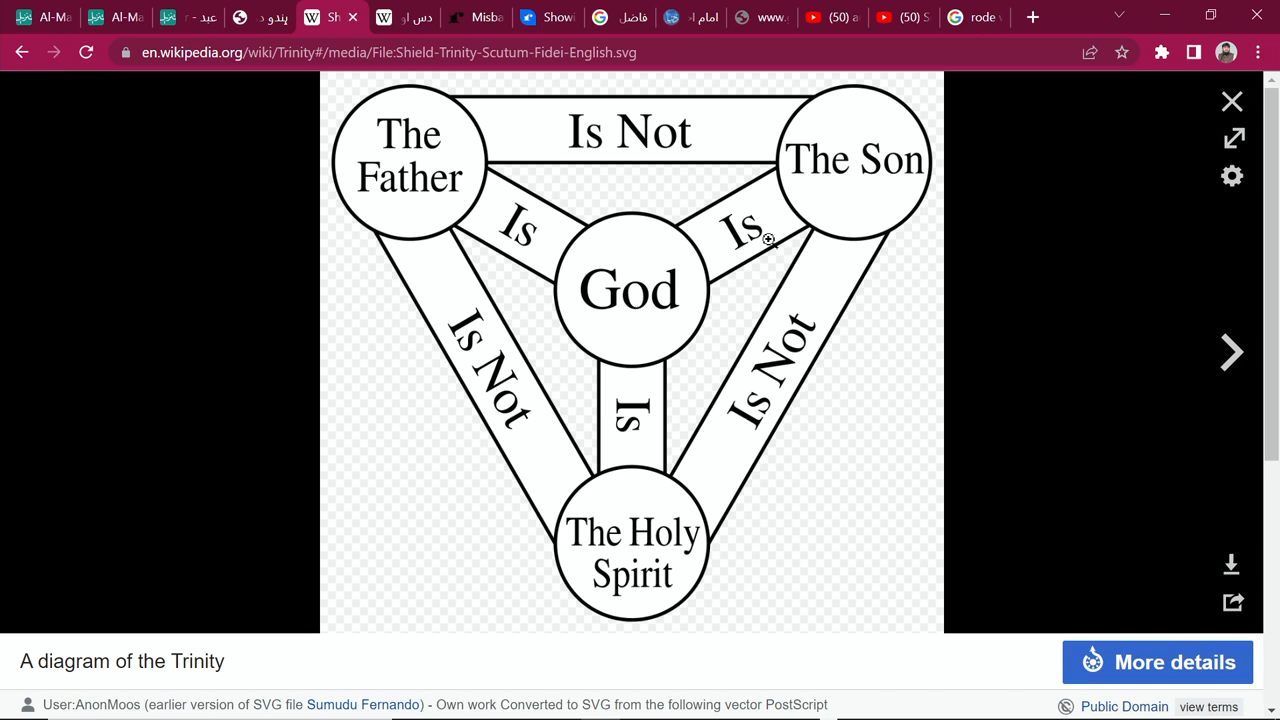 Al-Ma
Al-Ma
عبد - ر
پندو د.
Sh
دس او
Misba
Showi
فاضل
امام ا
www.
(50) a
(50) S
rode v
en.wikipedia.org/wiki/Trinity#/media/File:Shield-Trinity-Scutum-Fidei-English.svg
The
Father
Is Not
The Son
Is
Is
God
Is Not
Is
Is Not
The Holy
Spirit
A diagram of the Trinity
More details
User:AnonMoos (earlier version of SVG file Sumudu Fernando) - Own work Converted to SVG from the following vector PostScript
Public Domain view terms